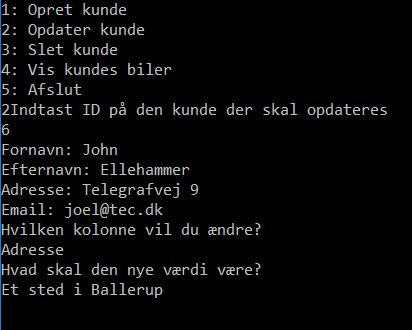 1: Opret kunde
2: Opdater kunde
3: Slet kunde
4: Vis kundes biler
5: Afslut
2Indtast ID på den kunde der skal opdateres
6
Fornavn: John
Efternavn: Ellehammer
Adresse: Telegrafvej 9
Email: joel@tec.dk
Hvilken kolonne vil du ændre?
Adresse
Hvad skal den nye værdi være?
Et sted i Ballerup